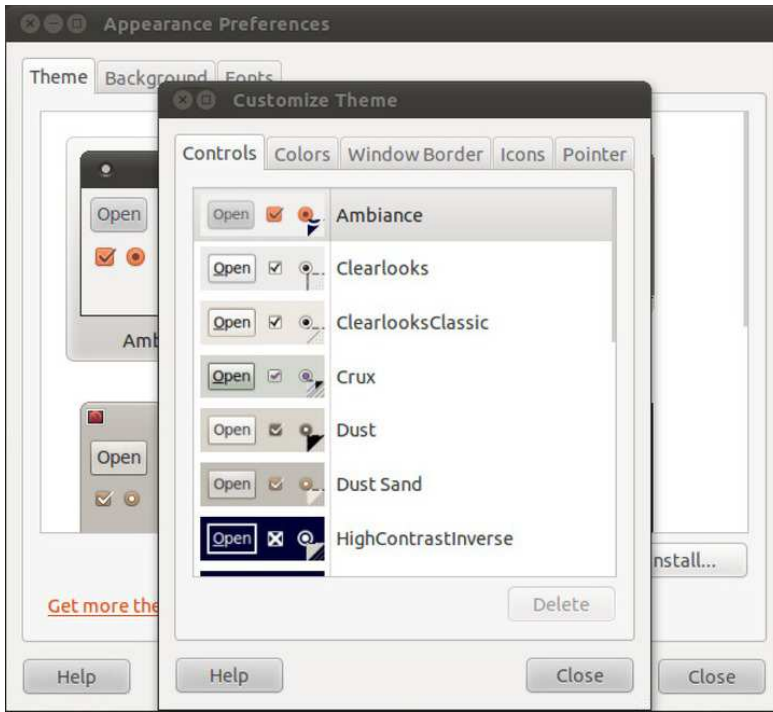 Appearance Preferences
Theme Background Fonts
Customize Theme
Controls Colors Window Border Icons Pointer
Open
Open Ambiance
Open Clearlooks
Amb
Open ClearlooksClassic
Open Crux
Open Dust
Open
Open Dust Sand
Open HighContrastInverse
nstall...
Get more the
Delete
Help Help Close Close